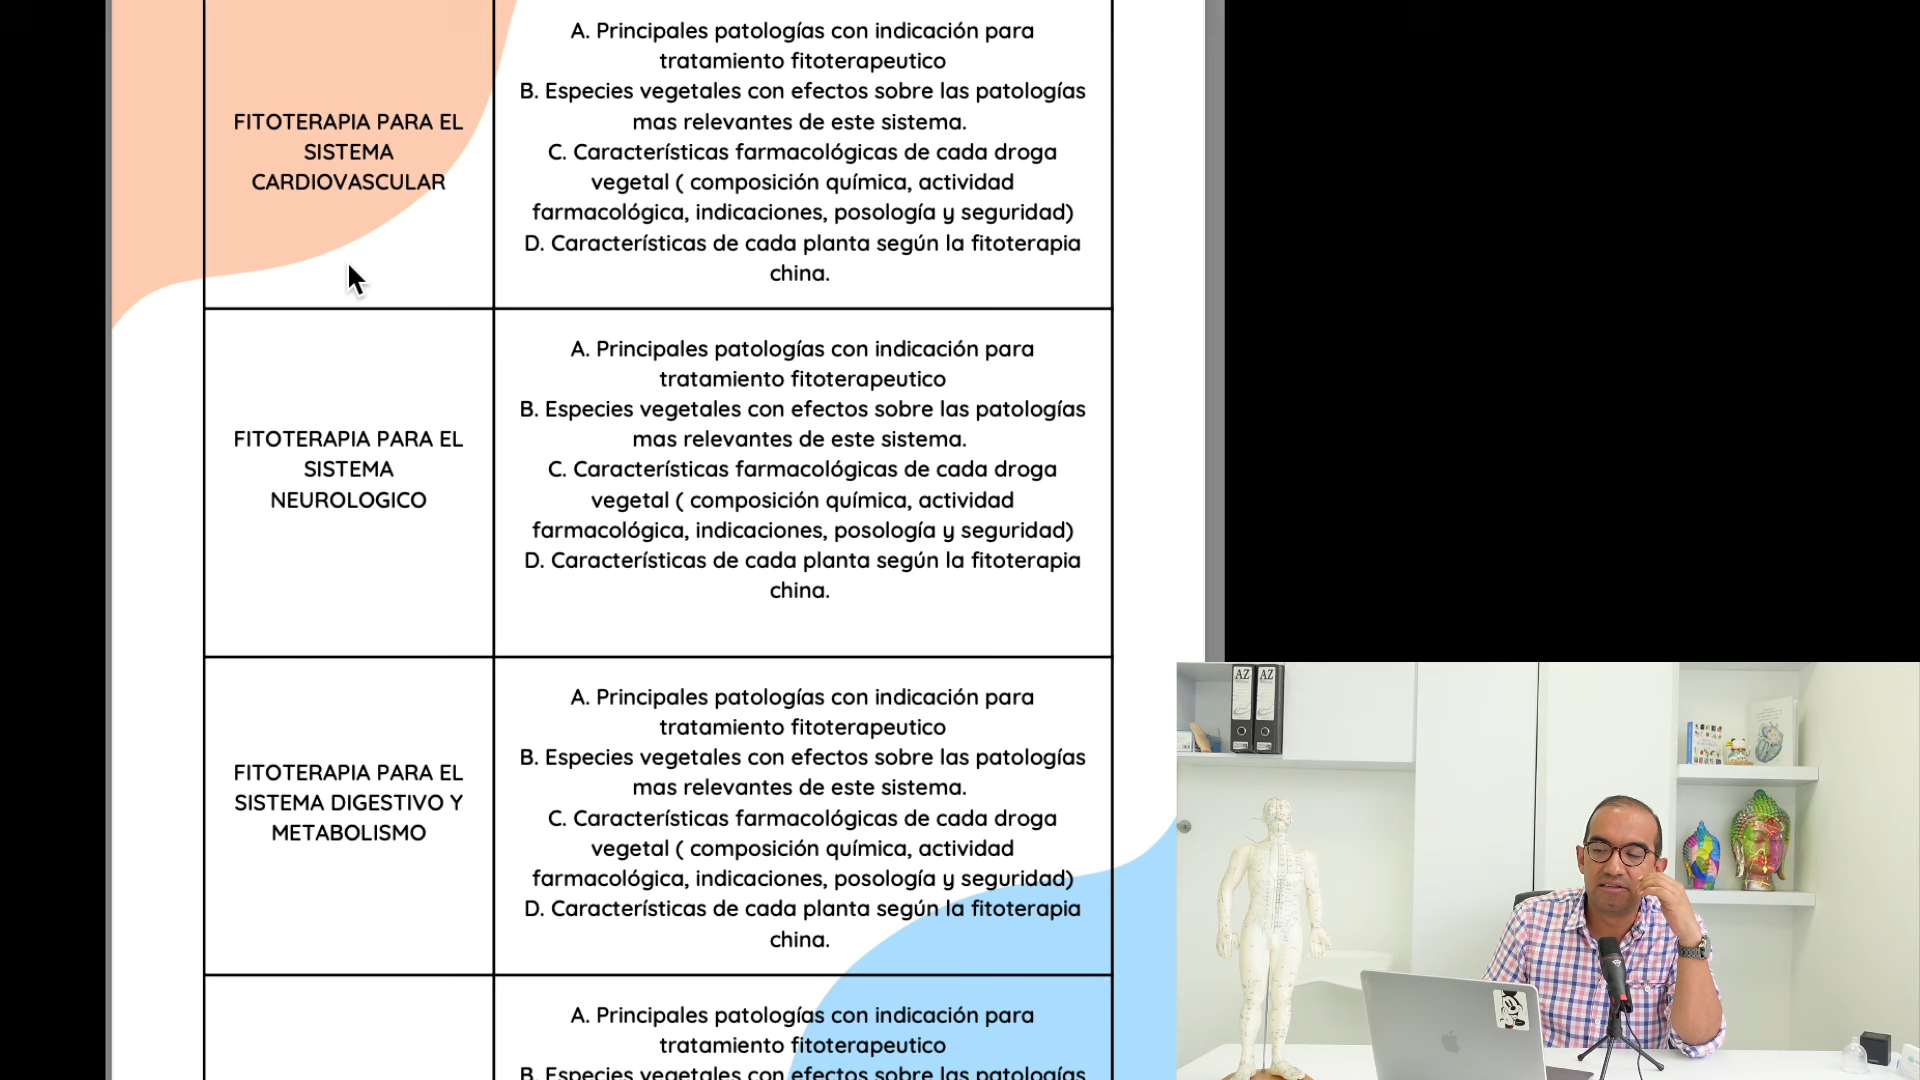 FITOTERAPIA PARA EL
SISTEMA
CARDIOVASCULAR
A. Principales patologías con indicación para
tratamiento fitoterapeutico
B. Especies vegetales con efectos sobre las patologías
mas relevantes de este sistema.
C. Características farmacológicas de cada droga
vegetal ( composición química, actividad
farmacológica, indicaciones, posología y seguridad)
D. Características de cada planta según la fitoterapia
china.
FITOTERAPIA PARA EL
SISTEMA
NEUROLOGICO
A. Principales patologías con indicación para
tratamiento fitoterapeutico
B. Especies vegetales con efectos sobre las patologías
mas relevantes de este sistema.
C. Características farmacológicas de cada droga
vegetal ( composición química, actividad
farmacológica, indicaciones, posología y seguridad)
D. Características de cada planta según la fitoterapia
china.
FITOTERAPIA PARA EL
SISTEMA DIGESTIVO Y
METABOLISMO
A. Principales patologías con indicación para
tratamiento fitoterapeutico
B. Especies vegetales con efectos sobre las patologías
mas relevantes de este sistema.
C. Características farmacológicas de cada droga
vegetal ( composición química, actividad
farmacológica, indicaciones, posología y seguridad)
D. Características de cada planta según la fitoterapia
china.
A. Principales patologías con indicación para
tratamiento fitoterapeutico
B. Especies vegetales con efectos sobre las patologías
AZ
AZ